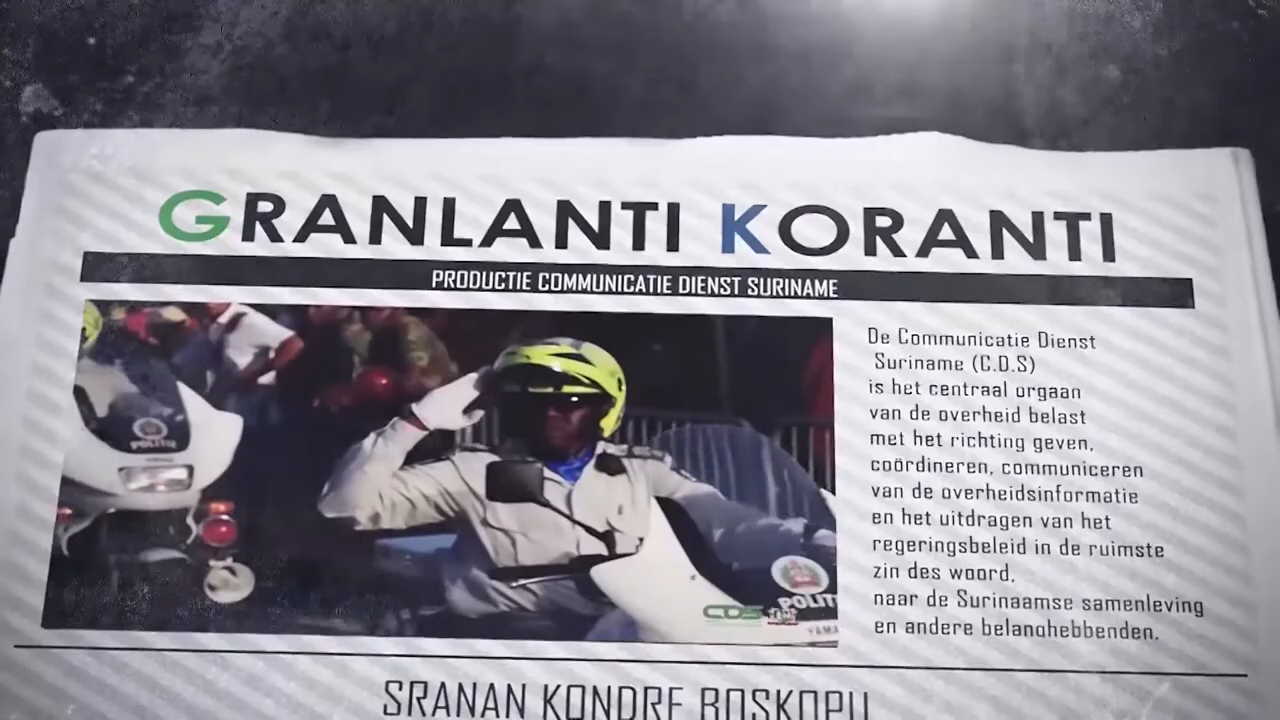 GRANLANTI KORANTI
PRODUCTIE COMMUNICATIE DIENST SURINAME
De Communicatie Dienst
Suriname (C.D.S)
is het centraal orgaan
van de overheid belast
met het richting geven,
coördineren, communiceren
van de overheidsinformatie
en het uitdragen van het
regeringsbeleid in de ruimste
zin des woord,
naar de Surinaamse samenleving
en andere belanghebbenden.
POLITIE
CDS
POLIT
YAMA
SRANAN KONDRE BOSKOPU